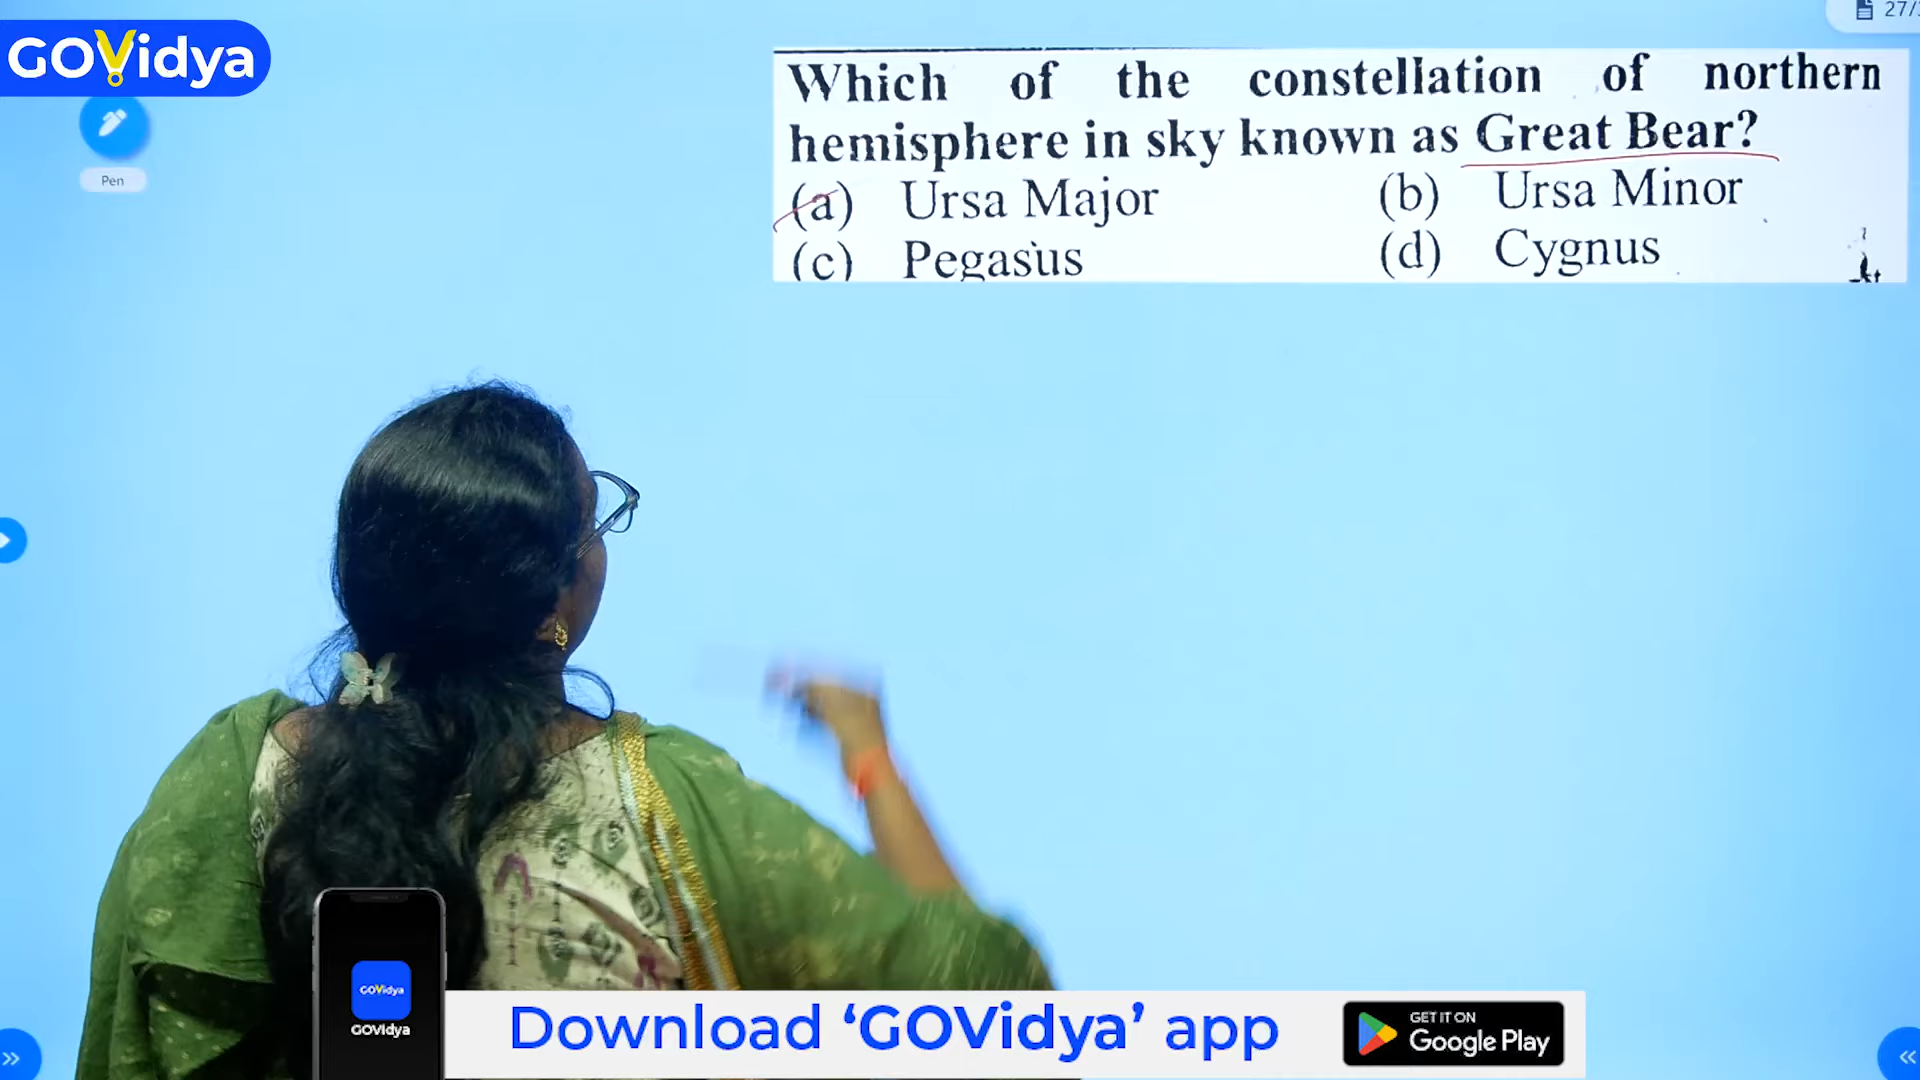 GOVidya
27/
Pen
Which of the constellation of northern
hemisphere in sky known as Great Bear?
(a) Ursa Major (b) Ursa Minor
(c) Pegasus (d) Cygnus
GOVidya
GOVidya
Download ‘GOVidya’ app
GET IT ON
Google Play